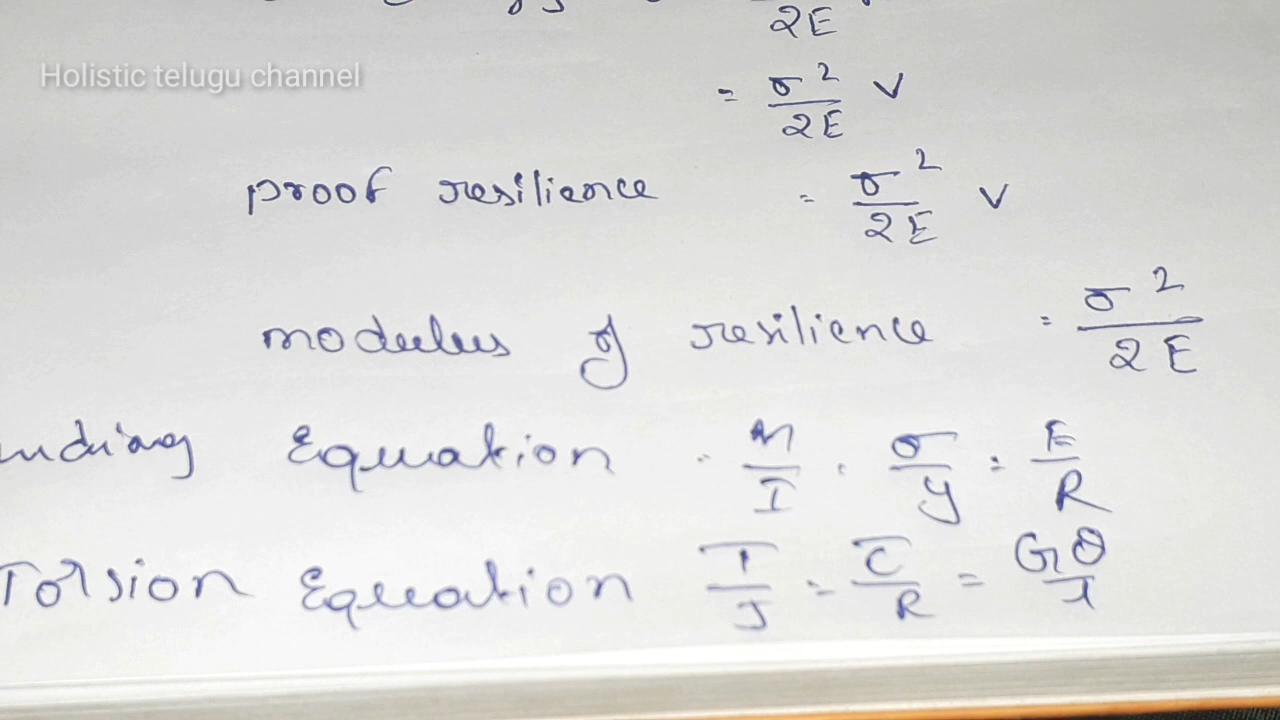 2E
Holistic telugu channel
= σ² / 2E V
proof resilience = σ² / 2E V
modulus of resilience = σ² / 2E
Equation M/I = σ/y = E/R
Torsion Equation T/J = τ/R = Gθ/l